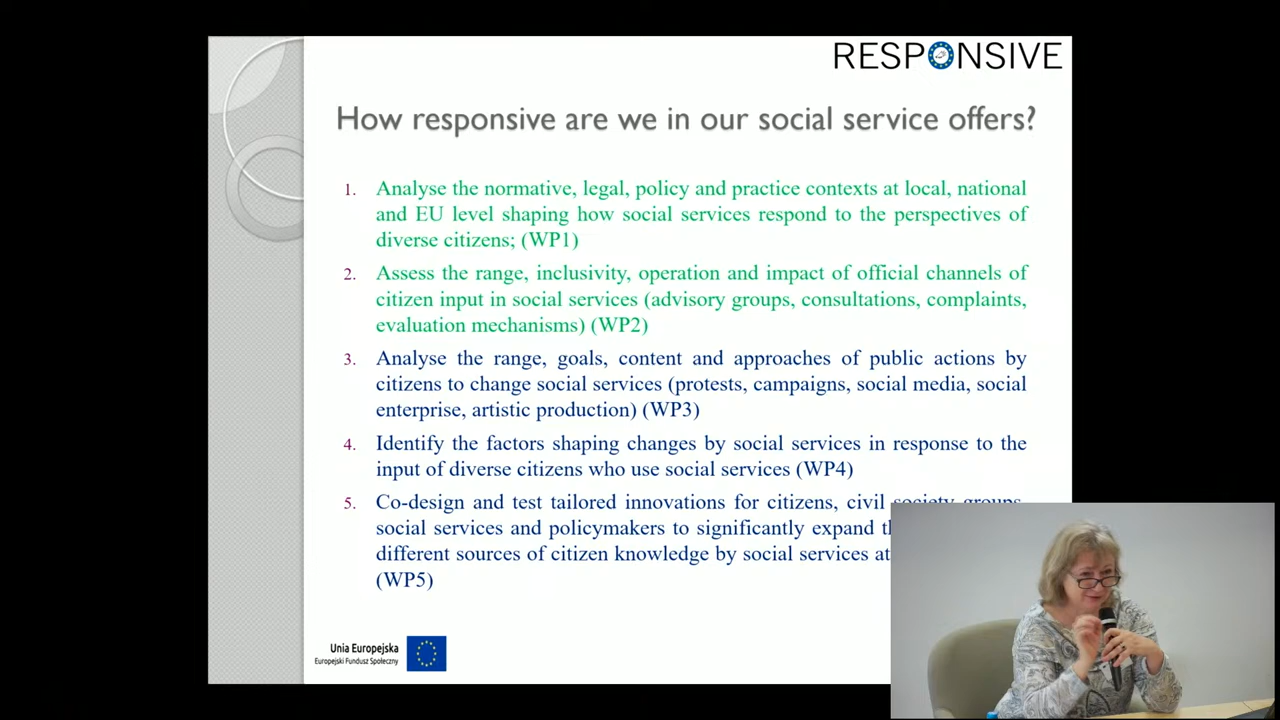 RESPONSIVE
How responsive are we in our social service offers?
1. Analyse the normative, legal, policy and practice contexts at local, national
and EU level shaping how social services respond to the perspectives of
diverse citizens; (WP1)
2. Assess the range, inclusivity, operation and impact of official channels of
citizen input in social services (advisory groups, consultations, complaints,
evaluation mechanisms) (WP2)
3. Analyse the range, goals, content and approaches of public actions by
citizens to change social services (protests, campaigns, social media, social
enterprise, artistic production) (WP3)
4. Identify the factors shaping changes by social services in response to the
input of diverse citizens who use social services (WP4)
5. Co-design and test tailored innovations for citizens, civil society groups,
social services and policymakers to significantly expand
different sources of citizen knowledge by social services at
(WP5)
Unia Europejska
Europejski Fundusz Społeczny